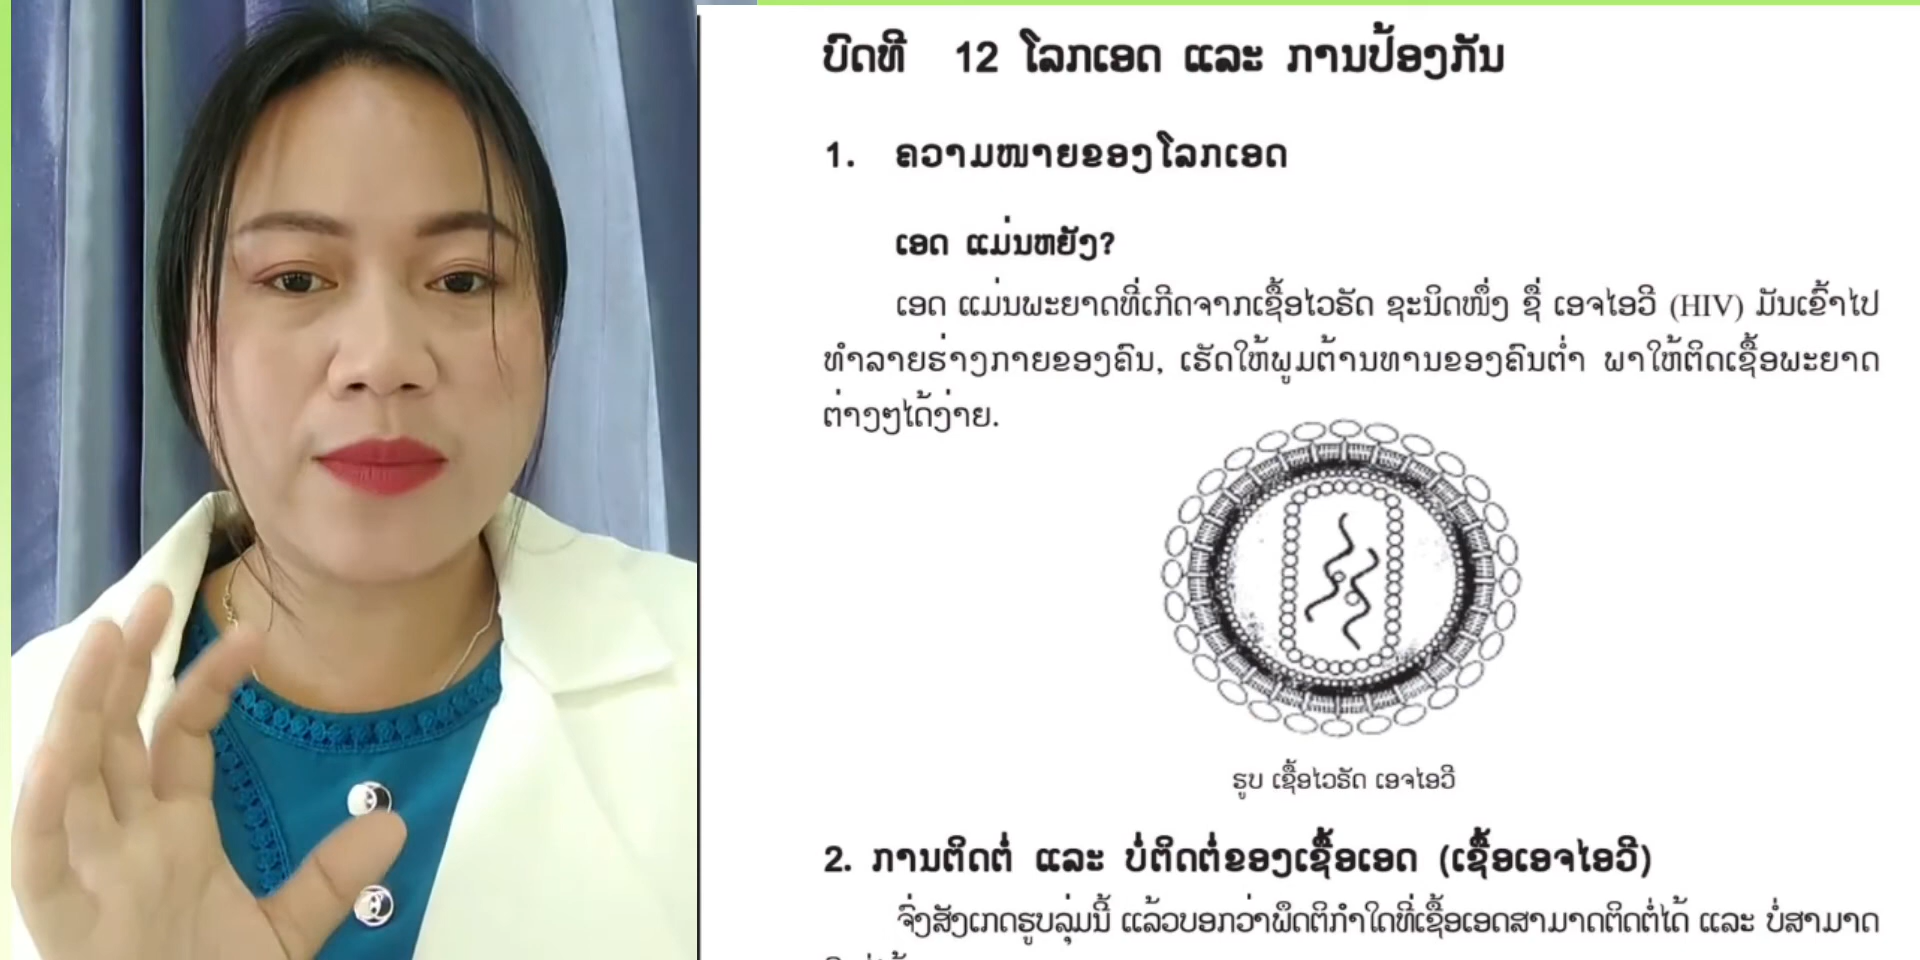 ບົດທີ 12 ໂລກເອດ ແລະ ການປ້ອງກັນ
1. ຄວາມໝາຍຂອງໂລກເອດ
ເອດ ແມ່ນຫຍັງ?
ເອດ ແມ່ນພະຍາດທີ່ເກີດຈາກເຊື້ອໄວຣັດ ຊະນິດໜຶ່ງ ຊື່ ເອຈໄອວີ (HIV) ມັນເຂົ້າໄປ
ທຳລາຍຮ່າງກາຍຂອງຄົນ, ເຮັດໃຫ້ພູມຕ້ານທານຂອງຄົນຕ່ຳ ພາໃຫ້ຕິດເຊື້ອພະຍາດ
ຕ່າງໆໄດ້ງ່າຍ.
ຮູບ ເຊື້ອໄວຣັດ ເອຈໄອວີ
2. ການຕິດຕໍ່ ແລະ ບໍ່ຕິດຕໍ່ຂອງເຊື້ອເອດ (ເຊື້ອເອຈໄອວີ)
ຈົ່ງສັງເກດຮູບລຸ່ມນີ້ ແລ້ວບອກວ່າພຶດຕິກຳໃດທີ່ເຊື້ອເອດສາມາດຕິດຕໍ່ໄດ້ ແລະ ບໍ່ສາມາດ